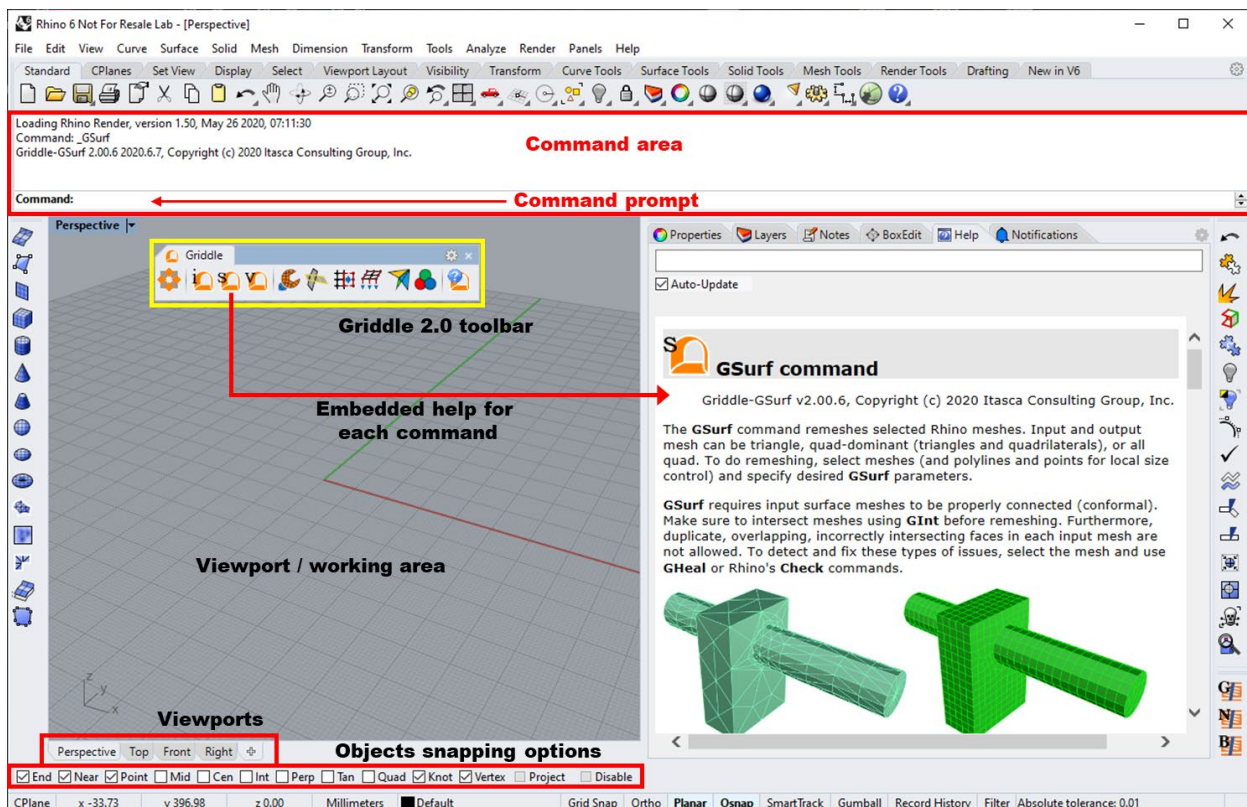 Rhino 6 Not For Resale Lab - [Perspective]
File Edit View Curve Surface Solid Mesh Dimension Transform Tools Analyze Render Panels Help
Standard CPlanes Set View Display Select Viewport Layout Visibility Transform Curve Tools Surface Tools Solid Tools Mesh Tools Render Tools Drafting New in V6
Loading Rhino Render, version 1.50, May 26 2020, 07:11:30
Command: _GSurf
Griddle-GSurf 2.00.6 2020.6.7, Copyright (c) 2020 Itasca Consulting Group, Inc.
Command area
Command:
Command prompt
Perspective
Griddle
Griddle 2.0 toolbar
Embedded help for
each command
Viewport / working area
z
y
x
Properties Layers Notes BoxEdit Help Notifications
Auto-Update
S
GSurf command
Griddle-GSurf v2.00.6, Copyright (c) 2020 Itasca Consulting Group, Inc.
The GSurf command remeshes selected Rhino meshes. Input and output
mesh can be triangle, quad-dominant (triangles and quadrilaterals), or all
quad. To do remeshing, select meshes (and polylines and points for local size
control) and specify desired GSurf parameters.
GSurf requires input surface meshes to be properly connected (conformal).
Make sure to intersect meshes using GInt before remeshing. Furthermore,
duplicate, overlapping, incorrectly intersecting faces in each input mesh are
not allowed. To detect and fix these types of issues, select the mesh and use
GHeal or Rhino's Check commands.
Viewports
Perspective Top Front Right
Objects snapping options
End Near Point Mid Cen Int Perp Tan Quad Knot Vertex Project Disable
CPlane x -33.73 y 396.98 z 0.00 Millimeters Default Grid Snap Ortho Planar Osnap SmartTrack Gumball Record History Filter Absolute tolerance: 0.01